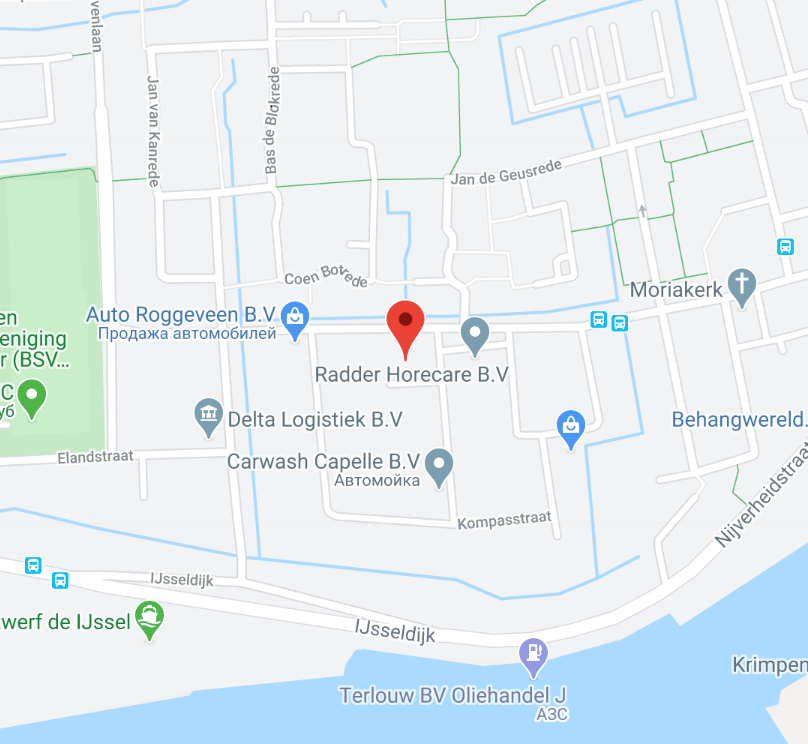 venlaan
Jan van Kanrede
Bas de Blokrede
Jan de Geusrede
Coen Botrede
Moriakerk
Auto Roggeveen B.V
Продажа автомобилей
en
niging
r (BSV...
C
уб
Radder Horecare B.V
Delta Logistiek B.V
Behangwereld.
Elandstraat
Carwash Capelle B.V
Автомойка
Kompasstraat
Nijverheidstraat
IJsseldijk
werf de IJssel
IJsseldijk
Krimpen
Terlouw BV Oliehandel J
АЗС